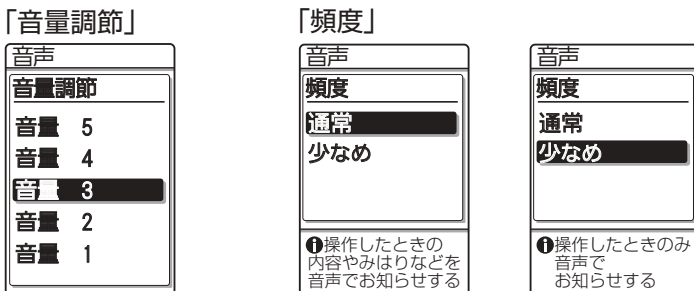 「音量調節」
音声
音量調節
音量 5
音量 4
音量 3
音量 2
音量 1
「頻度」
音声
頻度
通常
少なめ
操作したときの
内容やみはりなどを
音声でお知らせする
音声
頻度
通常
少なめ
操作したときのみ
音声で
お知らせする